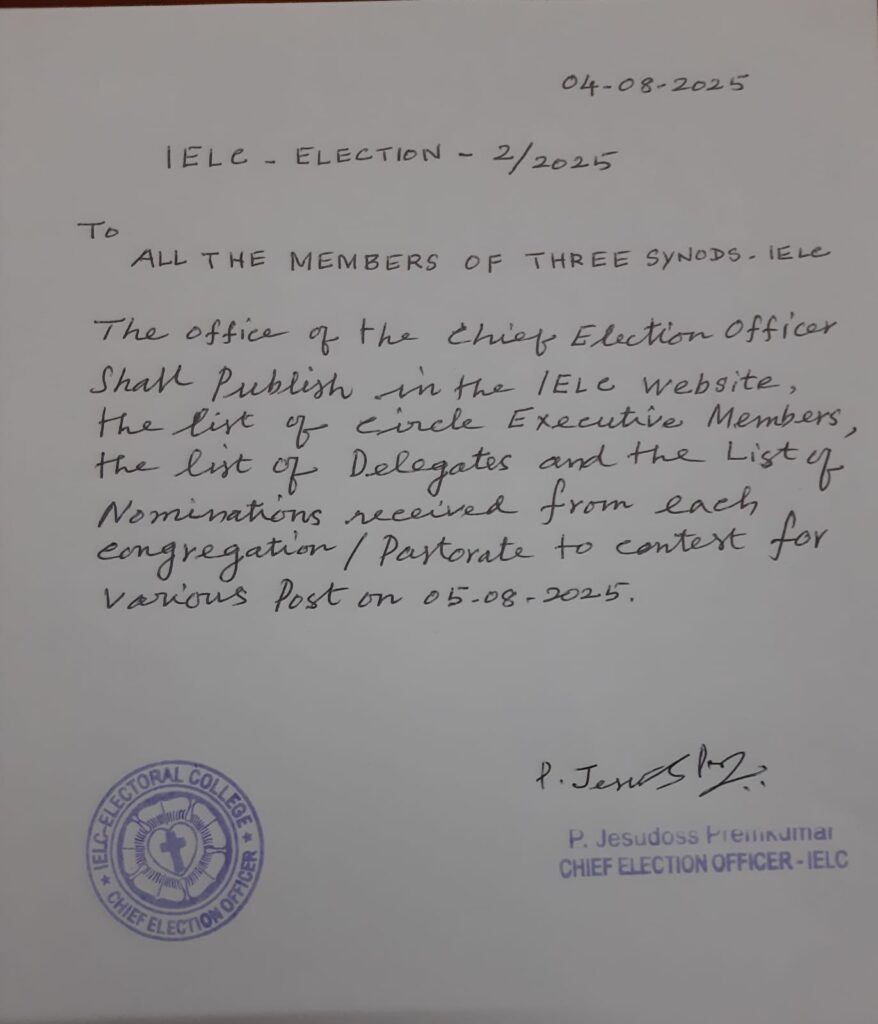 04-08-2025
IELC - ELECTION - 2/2025
To
ALL THE MEMBERS OF THREE SYNODS - IELC
The office of the Chief Election Officer
Shall Publish in the IELC website,
the list of Circle Executive Members,
the list of Delegates and the List of
Nominations received from each
congregation / Pastorate to contest for
Various Post on 05-08-2025.
P. Jesudoss Premkumar
CHIEF ELECTION OFFICER - IELC
IELC-ELECTORAL COLLEGE
★ CHIEF ELECTION OFFICER ★